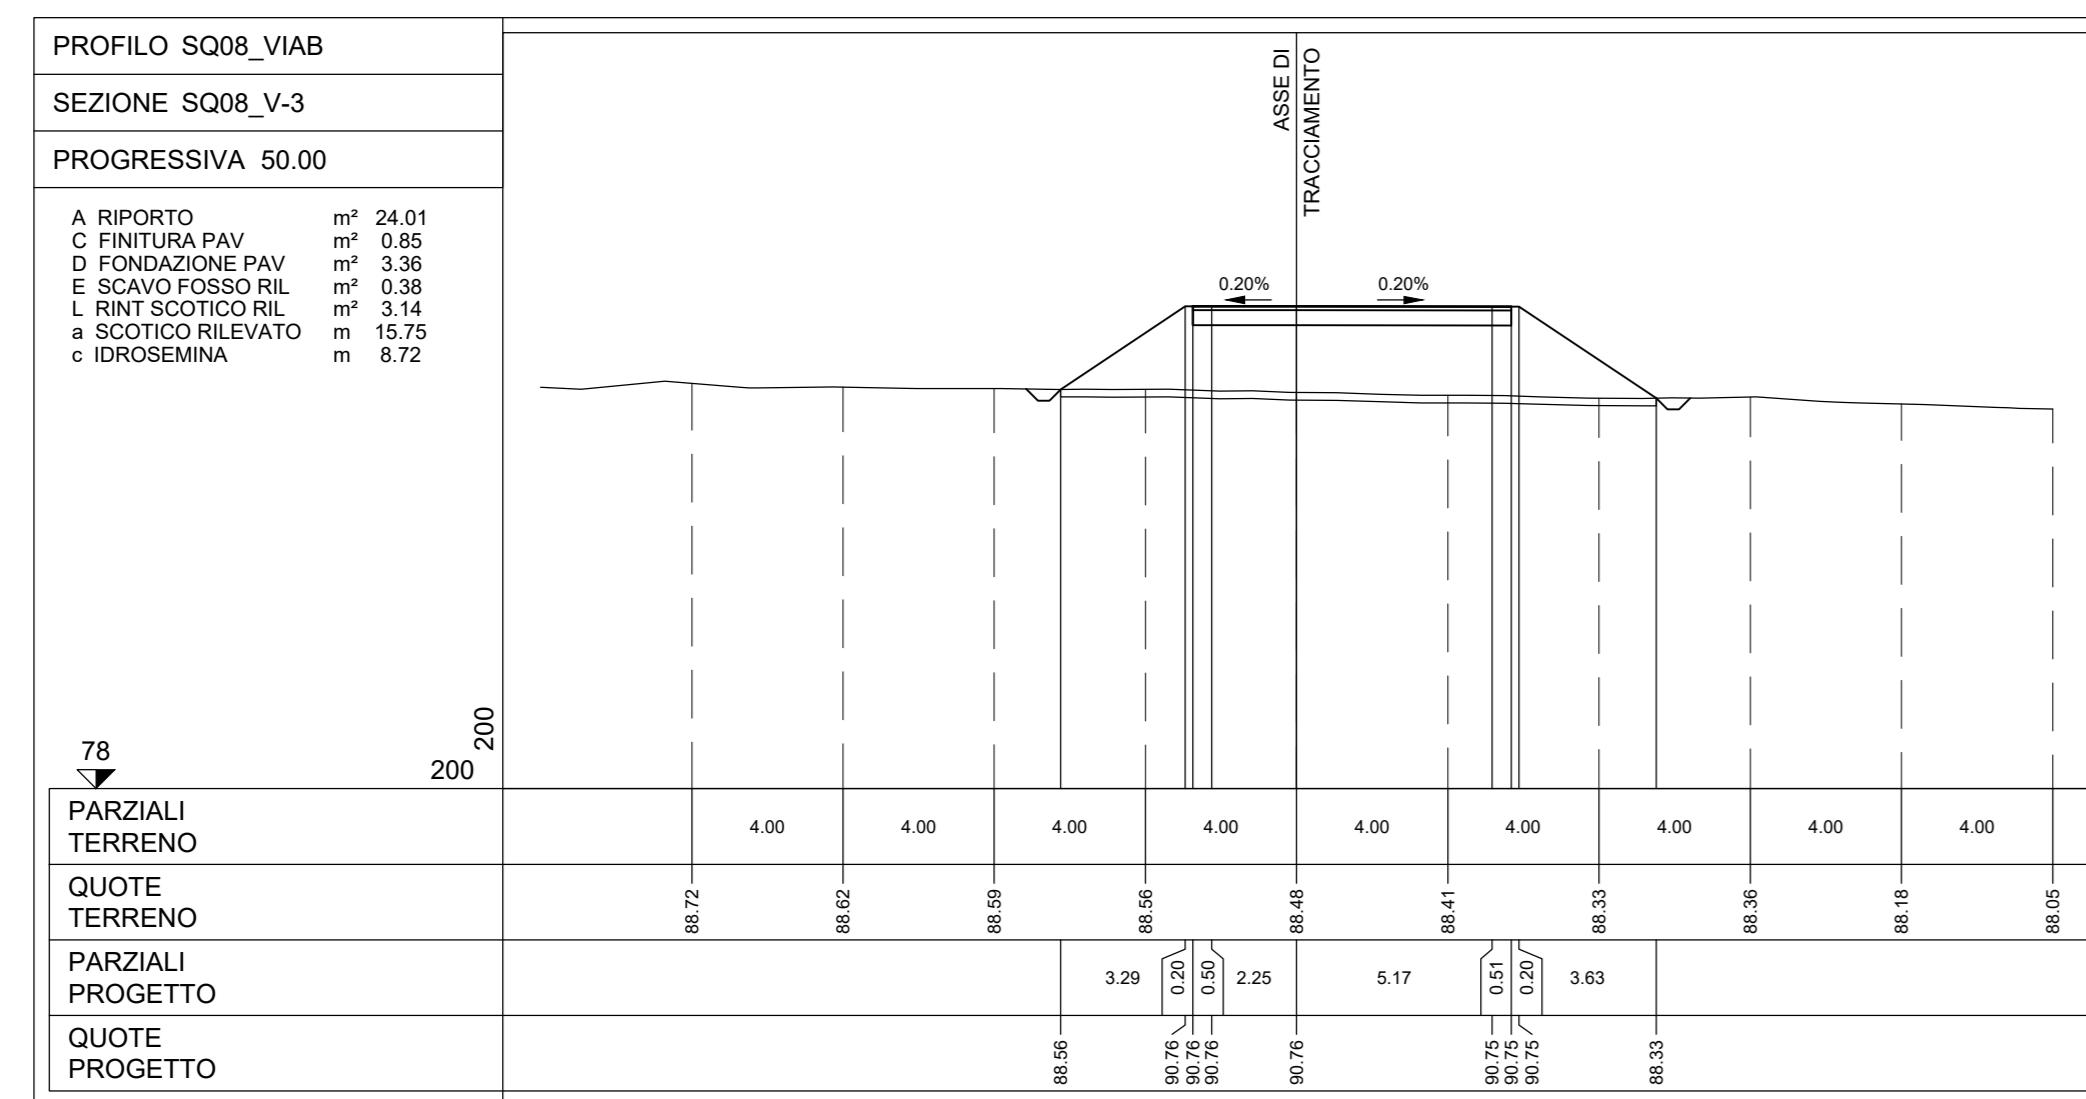 PROFILO SQ08_VIAB
SEZIONE SQ08_V-3
PROGRESSIVA 50.00
A RIPORTO m² 24.01
C FINITURA PAV m² 0.85
D FONDAZIONE PAV m² 3.36
E SCAVO FOSSO RIL m² 0.38
L RINT SCOTICO RIL m² 3.14
a SCOTICO RILEVATO m 15.75
c IDROSEMINA m 8.72
ASSE DI
TRACCIAMENTO
0.20% 0.20%
78
200
200
PARZIALI
TERRENO
4.00 4.00 4.00 4.00 4.00 4.00 4.00 4.00 4.00
QUOTE
TERRENO
88.72 88.62 88.59 88.56 88.48 88.41 88.33 88.36 88.18 88.05
PARZIALI
PROGETTO
3.29 0.20 0.50 2.25 5.17 0.51 0.20 3.63
QUOTE
PROGETTO
88.56 90.76 90.76 90.76 90.76 90.75 90.75 90.75 88.33